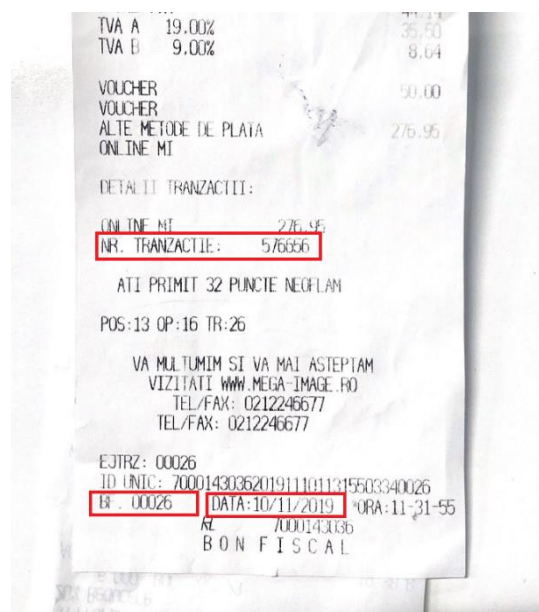 TVA A 19.00% 35,50
TVA B 9.00% 8,64
VOUCHER 50,00
VOUCHER
ALTE METODE DE PLATA 276,95
ONLINE MI
DETALII TRANZACTII:
ONLINE MI 276,95
NR. TRANZACTIE: 576656
ATI PRIMIT 32 PUNCTE NEOFLAM
POS:13 OP:16 TR:26
VA MULTUMIM SI VA MAI ASTEPTAM
VIZITATI WWW.MEGA-IMAGE.RO
TEL/FAX: 0212246677
TEL/FAX: 0212246677
EJTRZ: 00026
ID UNIC: 70001430362019111011315503340026
BF. 00026 DATA:10/11/2019 ORA:11-31-55
7000143036
BON FISCAL